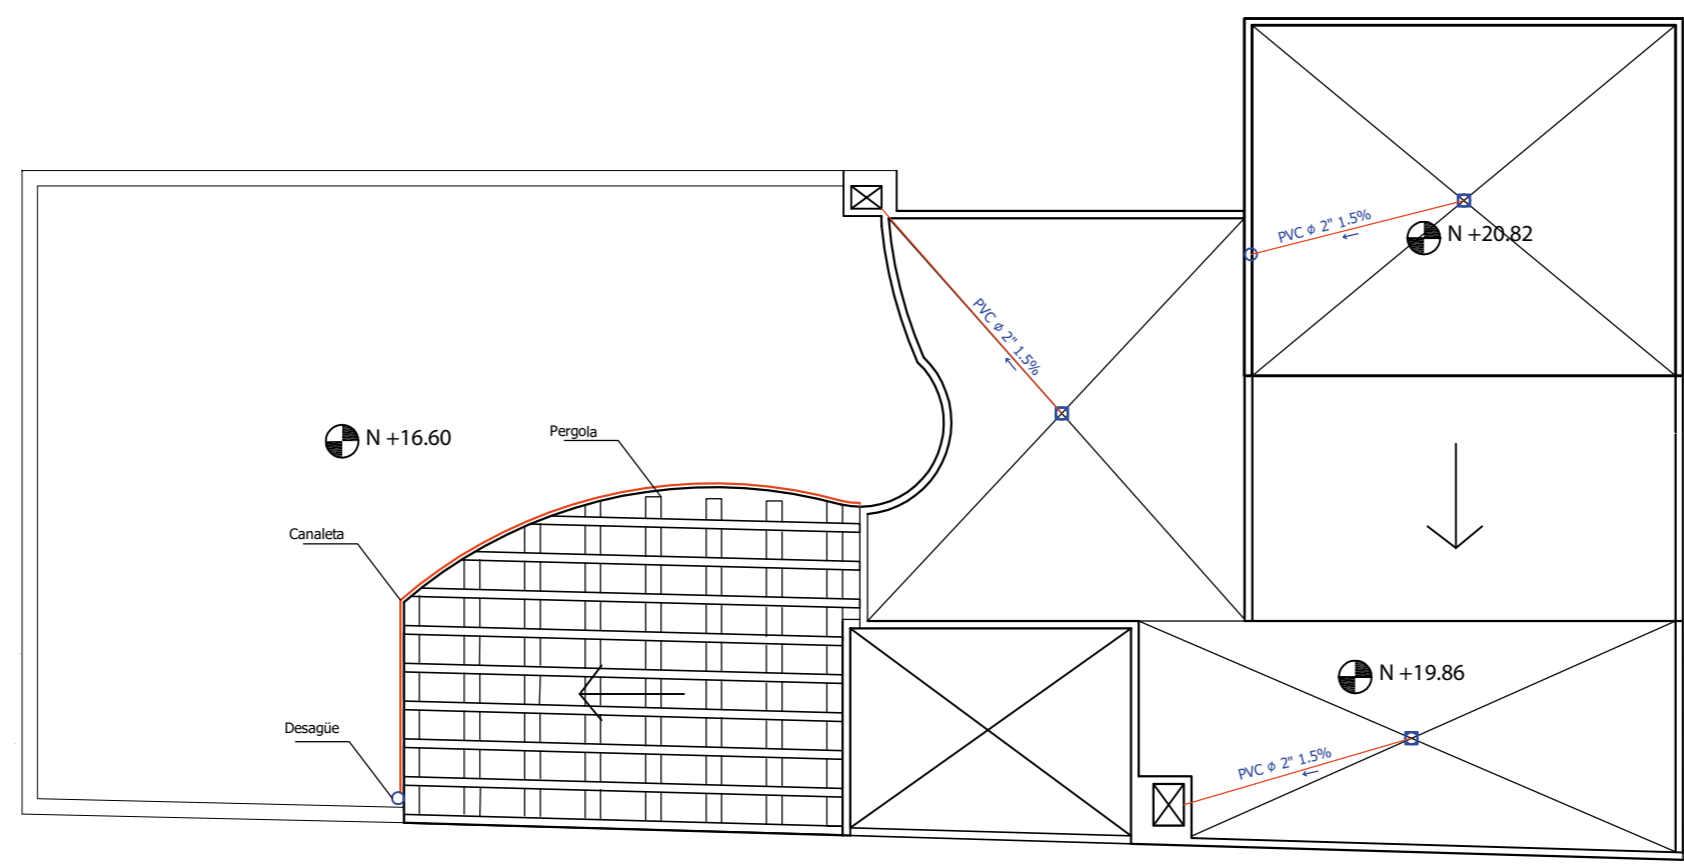 PVC ϕ 2" 1.5%
←
N +20.82
PVC ϕ 2" 1.5%
←
N +16.60
Pergola
Canaleta
N +19.86
Desagüe
PVC ϕ 2" 1.5%
←